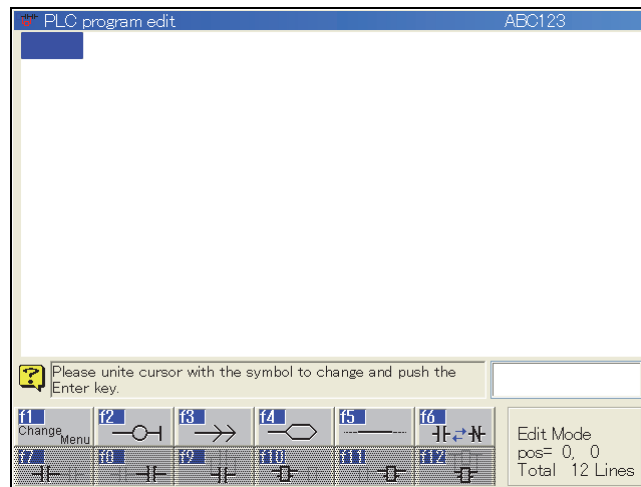 PLC program edit ABC123
Please unite cursor with the symbol to change and push the
Enter key.
f1 f2 f3 f4 f5 f6
Change Menu
f7 f8 f9 f10 f11 f12
Edit Mode
pos= 0, 0
Total 12 Lines